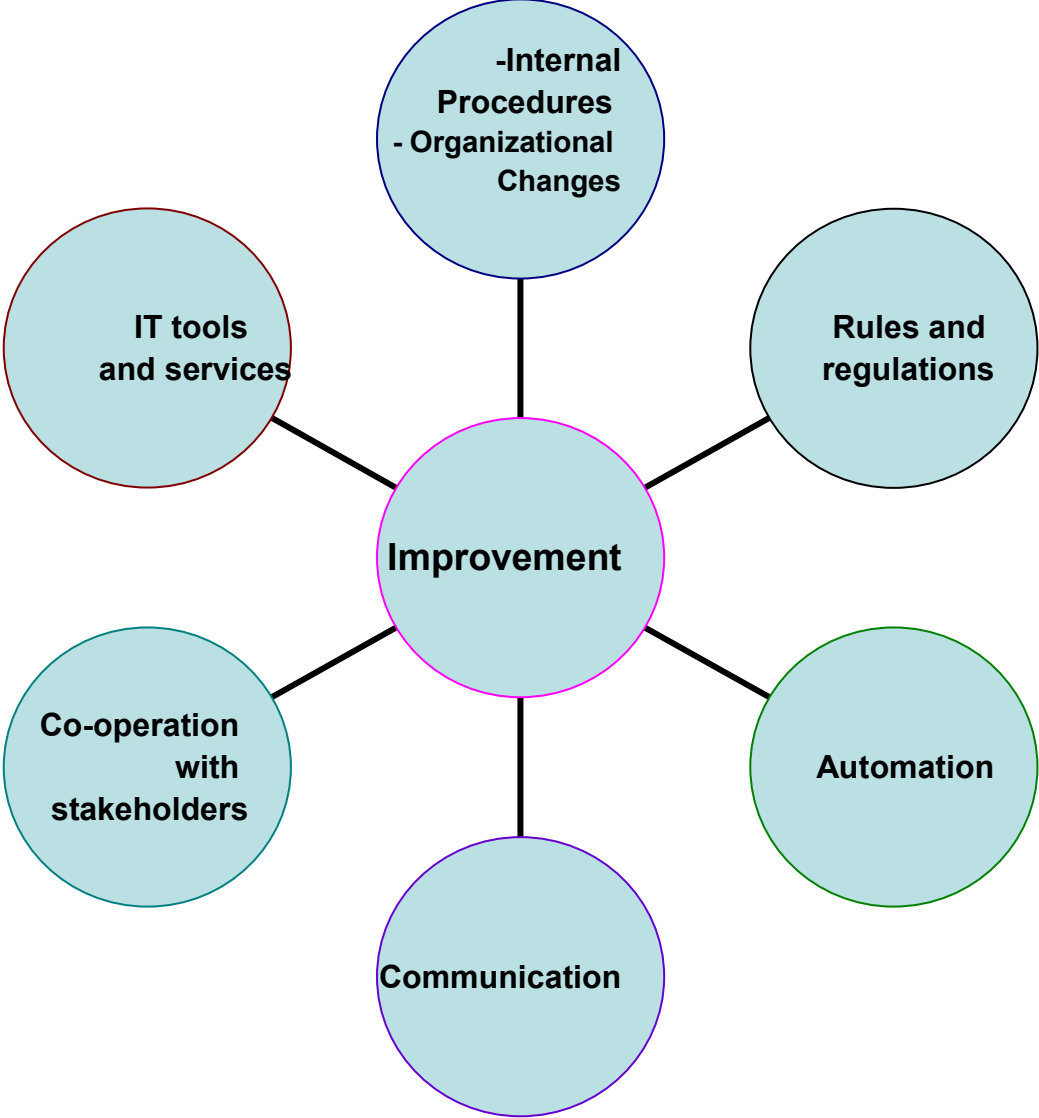 -Internal
Procedures
- Organizational
Changes
IT tools
and services
Rules and
regulations
Improvement
Co-operation
with
stakeholders
Automation
Communication